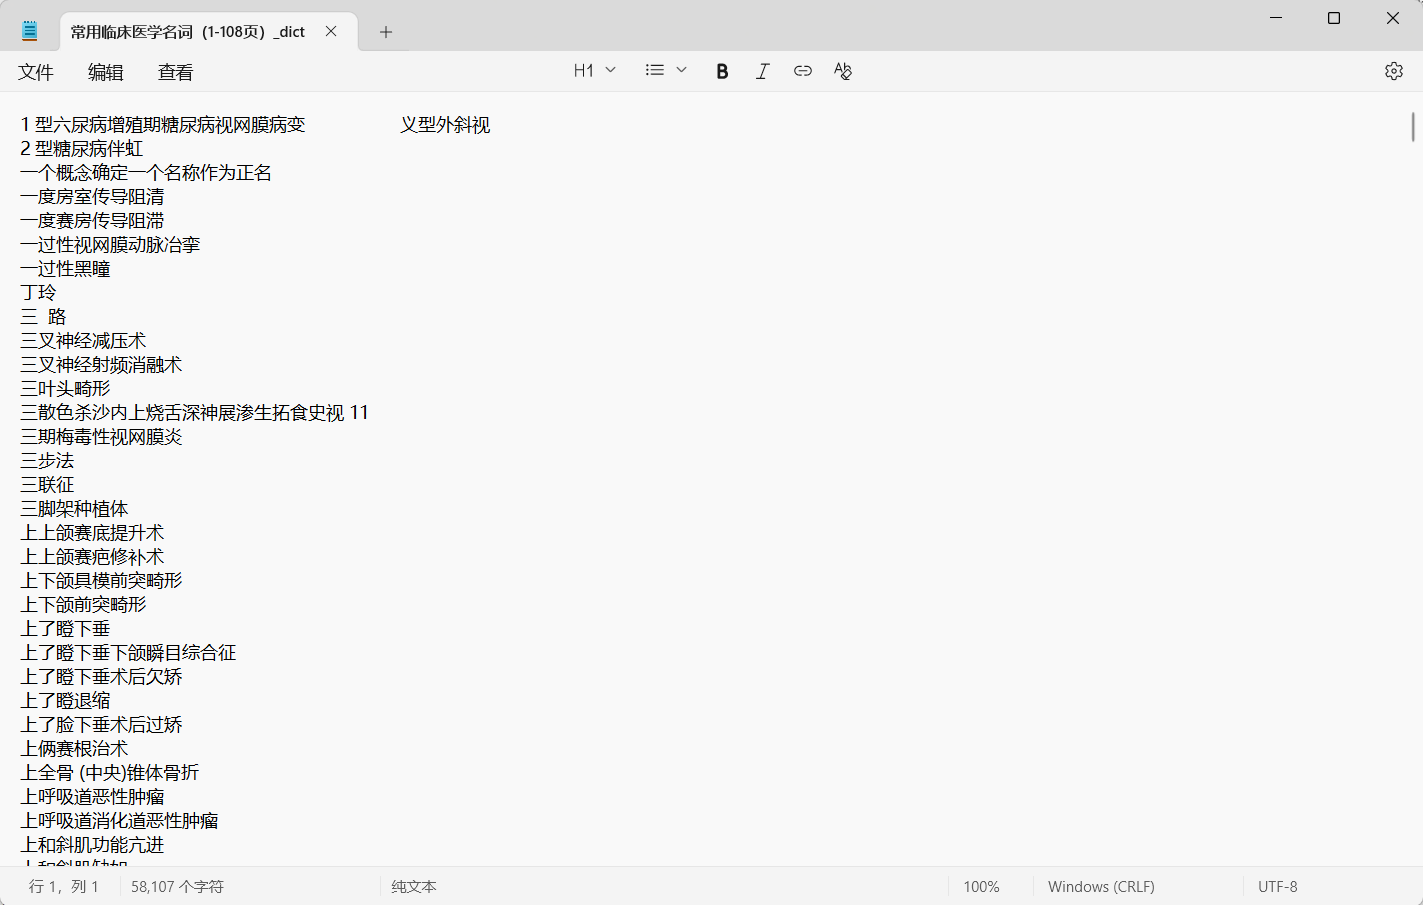 常用临床医学名词（1-108页）_dict
文件 编辑 查看 H1 B I
1 型六尿病增殖期糖尿病视网膜病变 义型外斜视
2 型糖尿病伴虹
一个概念确定一个名称作为正名
一度房室传导阻清
一度赛房传导阻滞
一过性视网膜动脉冶挛
一过性黑瞳
丁玲
三 路
三叉神经减压术
三叉神经射频消融术
三叶头畸形
三散色杀沙内上烧舌深神展渗生拓食史视 11
三期梅毒性视网膜炎
三步法
三联征
三脚架种植体
上上颌赛底提升术
上上颌赛疤修补术
上下颌具模前突畸形
上下颌前突畸形
上了瞪下垂
上了瞪下垂下颌瞬目综合征
上了瞪下垂术后欠矫
上了瞪退缩
上了脸下垂术后过矫
上俩赛根治术
上全骨 (中央)锥体骨折
上呼吸道恶性肿瘤
上呼吸道消化道恶性肿瘤
上和斜肌功能亢进
上和斜肌缺如
行 1，列 1 58,107 个字符 纯文本 100% Windows (CRLF) UTF-8